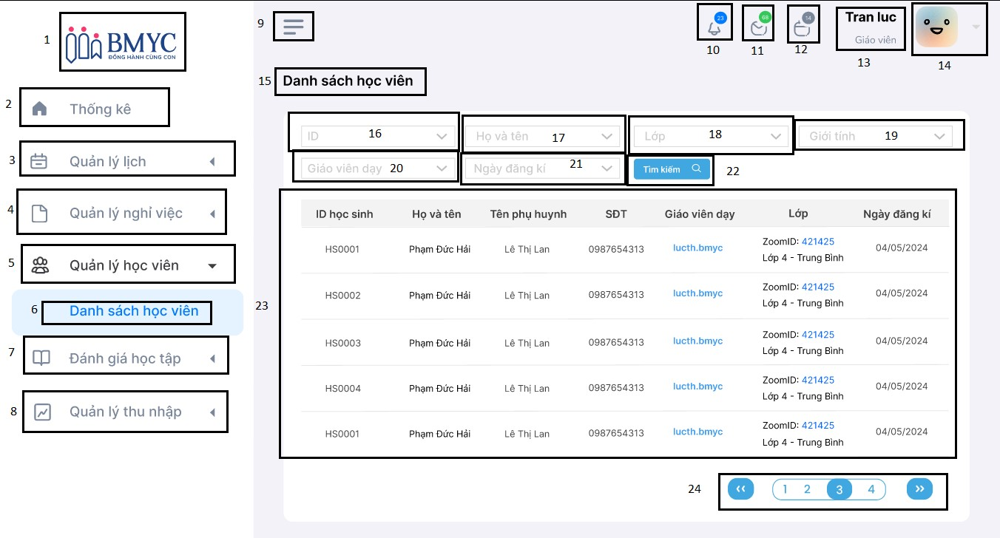 1
BMYC
ĐỒNG HÀNH CÙNG CON
2
Thống kê
3
Quản lý lịch
4
Quản lý nghỉ việc
5
Quản lý học viên
6
Danh sách học viên
7
Đánh giá học tập
8
Quản lý thu nhập
9
23
10
68
11
14
12
Tran luc
Giáo viên
13
14
15
Danh sách học viên
ID 16
Họ và tên 17
Lớp 18
Giới tính 19
Giáo viên dạy 20
Ngày đăng kí 21
Tìm kiếm
22
23
ID học sinh Họ và tên Tên phụ huynh SĐT Giáo viên dạy Lớp Ngày đăng kí
HS0001 Phạm Đức Hải Lê Thị Lan 0987654313 lucth.bmyc ZoomID: 421425 04/05/2024
Lớp 4 - Trung Bình
HS0002 Phạm Đức Hải Lê Thị Lan 0987654313 lucth.bmyc ZoomID: 421425 04/05/2024
Lớp 4 - Trung Bình
HS0003 Phạm Đức Hải Lê Thị Lan 0987654313 lucth.bmyc ZoomID: 421425 04/05/2024
Lớp 4 - Trung Bình
HS0004 Phạm Đức Hải Lê Thị Lan 0987654313 lucth.bmyc ZoomID: 421425 04/05/2024
Lớp 4 - Trung Bình
HS0001 Phạm Đức Hải Lê Thị Lan 0987654313 lucth.bmyc ZoomID: 421425 04/05/2024
Lớp 4 - Trung Bình
24
« 1 2 3 4 »